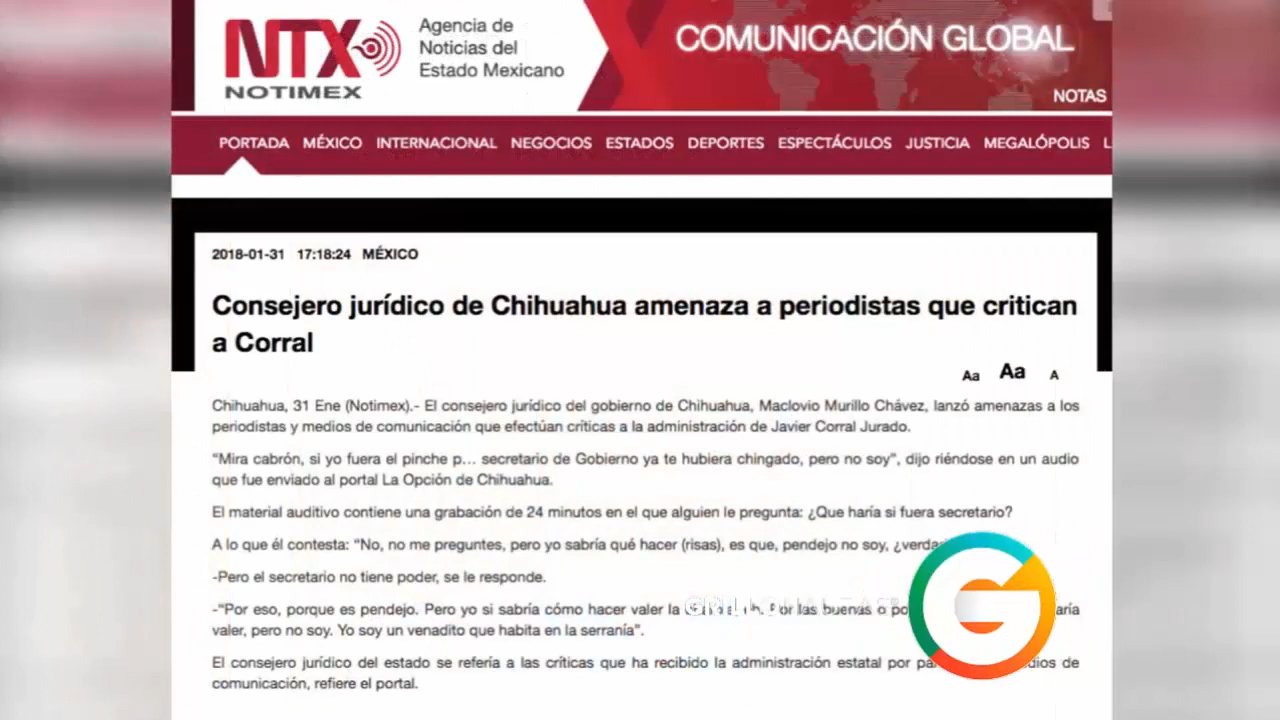 NTX
NOTIMEX
Agencia de
Noticias del
Estado Mexicano
COMUNICACIÓN GLOBAL
NOTAS
PORTADA MÉXICO INTERNACIONAL NEGOCIOS ESTADOS DEPORTES ESPECTÁCULOS JUSTICIA MEGALÓPOLIS L
2018-01-31 17:18:24 MÉXICO
Consejero jurídico de Chihuahua amenaza a periodistas que critican
a Corral
Aa Aa A
Chihuahua, 31 Ene (Notimex).- El consejero jurídico del gobierno de Chihuahua, Maclovio Murillo Chávez, lanzó amenazas a los
periodistas y medios de comunicación que efectúan críticas a la administración de Javier Corral Jurado.
“Mira cabrón, si yo fuera el pinche p... secretario de Gobierno ya te hubiera chingado, pero no soy”, dijo riéndose en un audio
que fue enviado al portal La Opción de Chihuahua.
El material auditivo contiene una grabación de 24 minutos en el que alguien le pregunta: ¿Que haría si fuera secretario?
A lo que él contesta: “No, no me preguntes, pero yo sabría qué hacer (risas), es que, pendejo no soy,
-Pero el secretario no tiene poder, se le responde.
-“Por eso, porque es pendejo. Pero yo si sabría cómo hacer valer la las buenas o
valer, pero no soy. Yo soy un venadito que habita en la serranía”.
El consejero jurídico del estado se refería a las críticas que ha recibido la administración estatal por de
comunicación, refiere el portal.
G